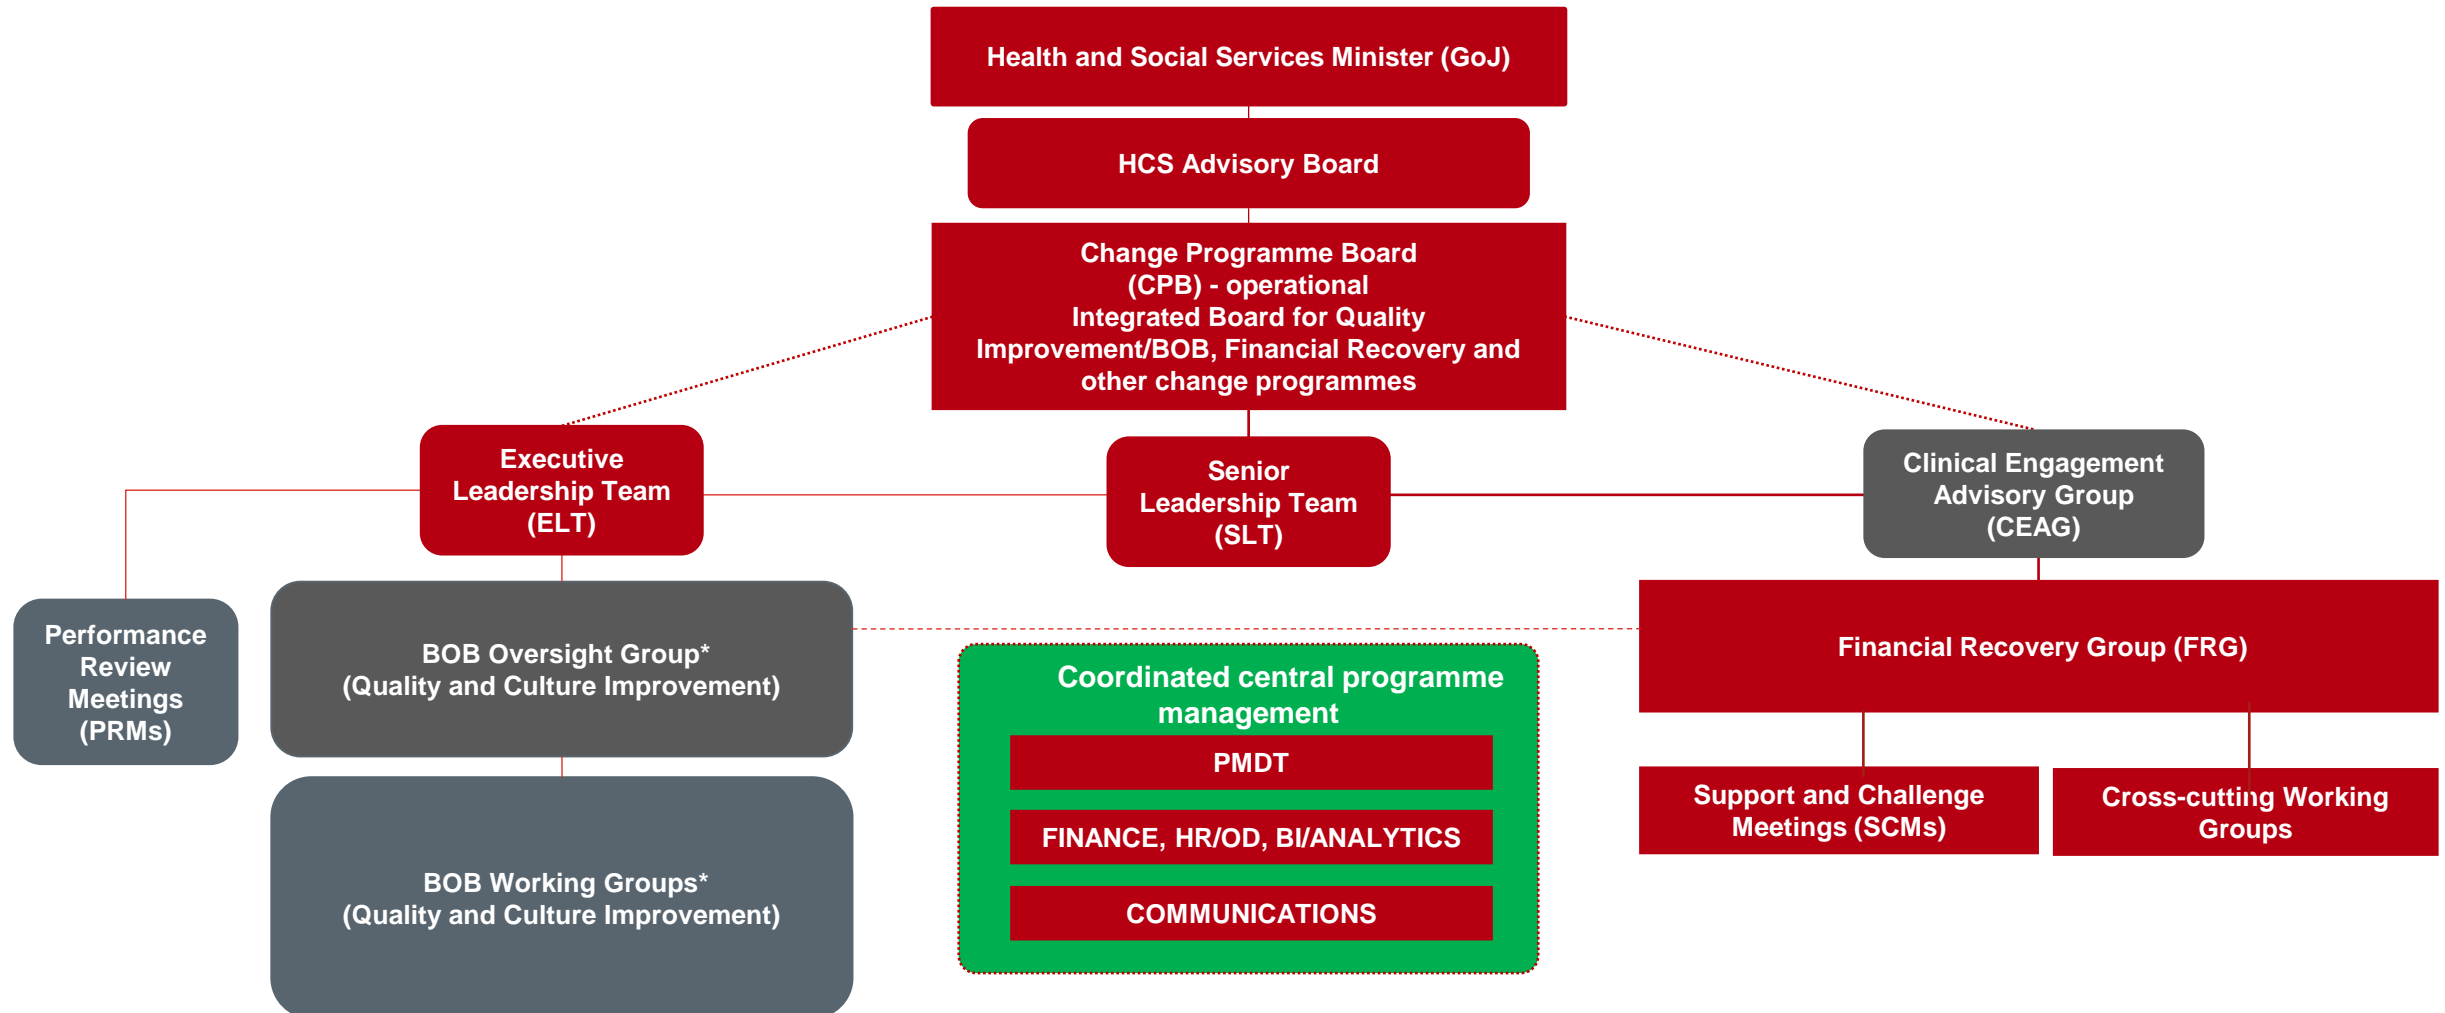 Health and Social Services Minister (GoJ)
HCS Advisory Board
Change Programme Board
(CPB) - operational
Integrated Board for Quality
Improvement/BOB, Financial Recovery and
other change programmes
Executive
Leadership Team
(ELT)
Senior
Leadership Team
(SLT)
Clinical Engagement
Advisory Group
(CEAG)
Performance
Review
Meetings
(PRMs)
BOB Oversight Group*
(Quality and Culture Improvement)
Financial Recovery Group (FRG)
Coordinated central programme
management
PMDT
FINANCE, HR/OD, BI/ANALYTICS
COMMUNICATIONS
Support and Challenge
Meetings (SCMs)
Cross-cutting Working
Groups
BOB Working Groups*
(Quality and Culture Improvement)